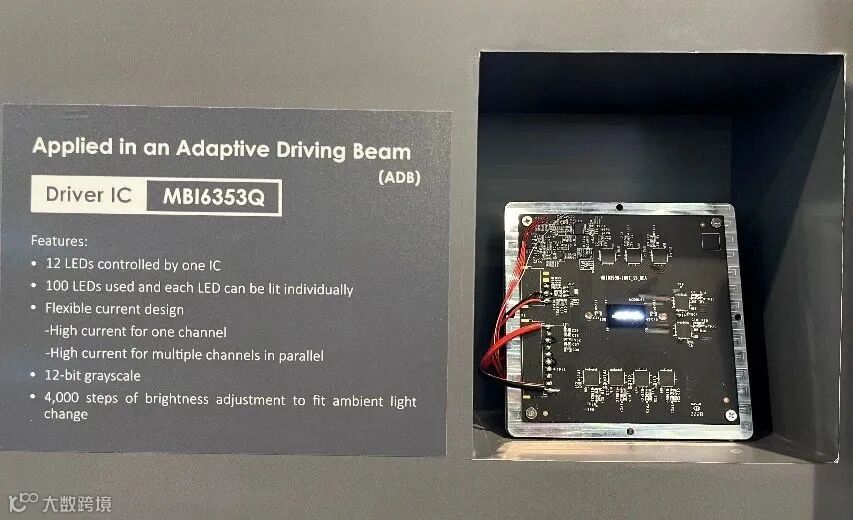 Applied in an Adaptive Driving Beam
(ADB)
Driver IC MBI6353Q
Features:
• 12 LEDs controlled by one IC
• 100 LEDs used and each LED can be lit individually
• Flexible current design
-High current for one channel
-High current for multiple channels in parallel
• 12-bit grayscale
• 4,000 steps of brightness adjustment to fit ambient light
change
大数跨境